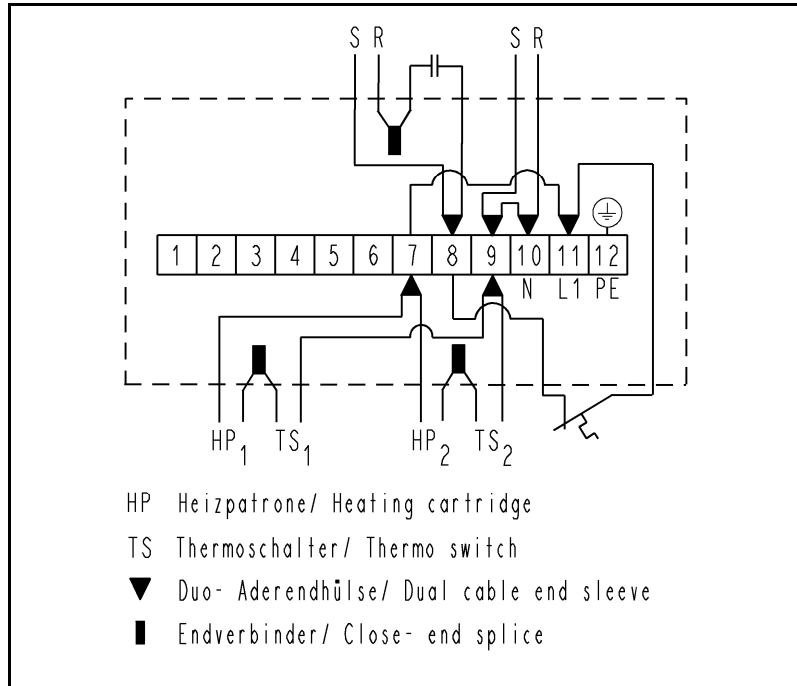 S R S R
1 2 3 4 5 6 7 8 9 10 11 12
N L1 PE
HP1 TS1 HP2 TS2
HP Heizpatrone/ Heating cartridge
TS Thermoschalter/ Thermo switch
Duo- Aderendhülse/ Dual cable end sleeve
Endverbinder/ Close- end splice